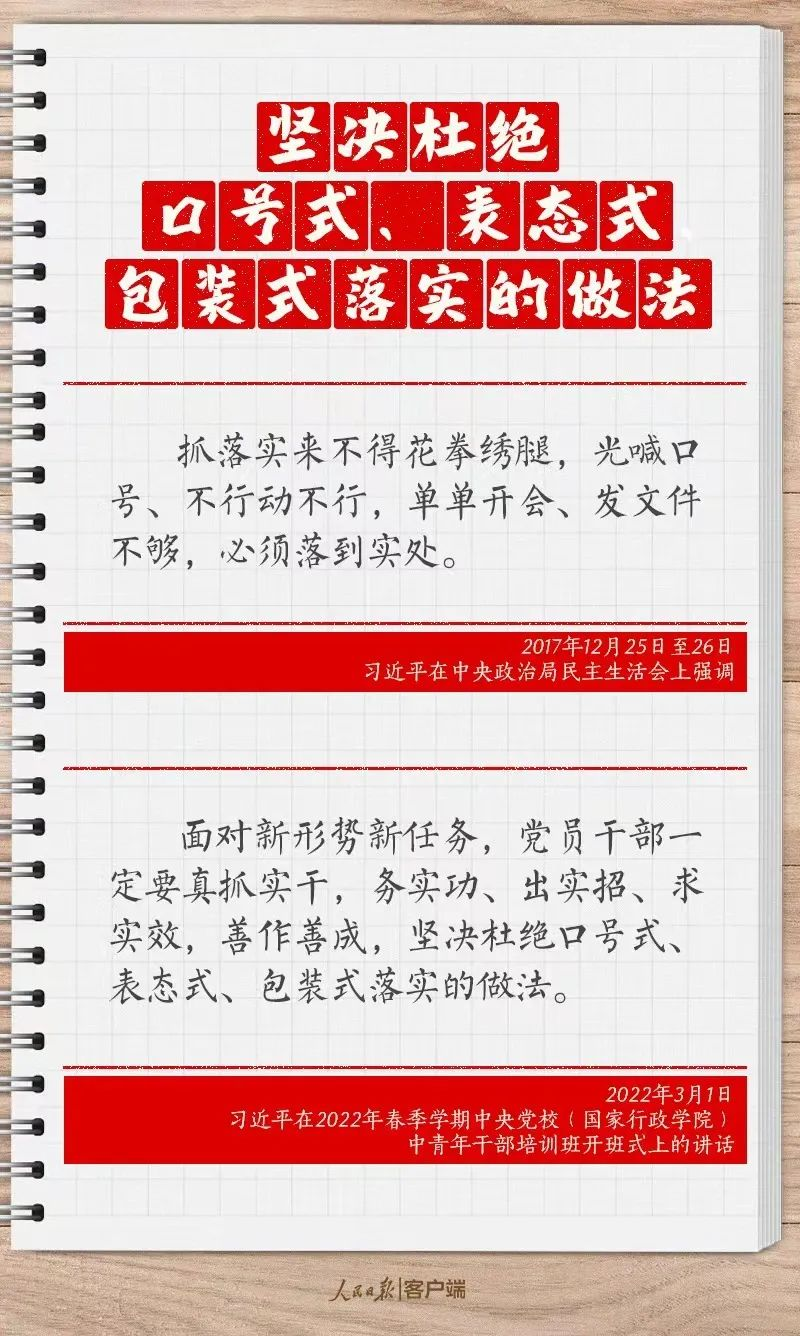 坚决杜绝
口号式、表态式
包装式落实的做法
抓落实来不得花拳绣腿，光喊口
号、不行动不行，单单开会、发文件
不够，必须落到实处。
2017年12月25日至26日
习近平在中央政治局民主生活会上强调
面对新形势新任务，党员干部一
定要真抓实干，务实功、出实招、求
实效，善作善成，坚决杜绝口号式、
表态式、包装式落实的做法。
2022年3月1日
习近平在2022年春季学期中央党校（国家行政学院）
中青年干部培训班开班式上的讲话
人民日报|客户端